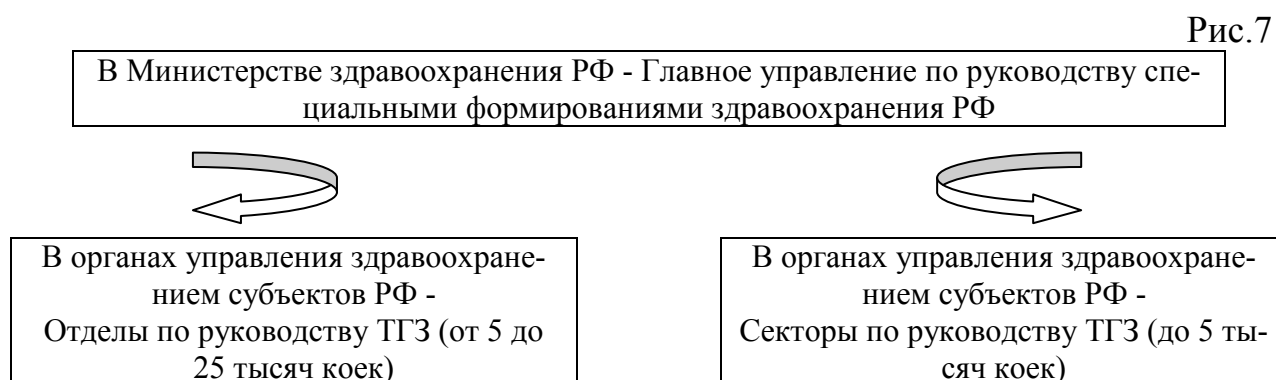 Рис.7
В Министерстве здравоохранения РФ - Главное управление по руководству спе-
циальными формированиями здравоохранения РФ
В органах управления здравоохране-
нием субъектов РФ -
Отделы по руководству ТГЗ (от 5 до
25 тысяч коек)
В органах управления здравоохране-
нием субъектов РФ -
Секторы по руководству ТГЗ (до 5 ты-
сяч коек)